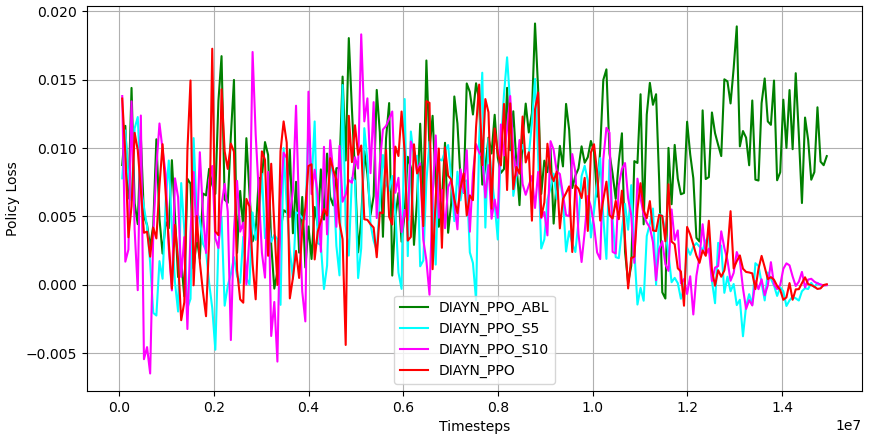 0.020
0.015
0.010
0.005
0.000
−0.005
Policy Loss
DIAYN_PPO_ABL
DIAYN_PPO_S5
DIAYN_PPO_S10
DIAYN_PPO
0.0 0.2 0.4 0.6 0.8 1.0 1.2 1.4
1e7
Timesteps